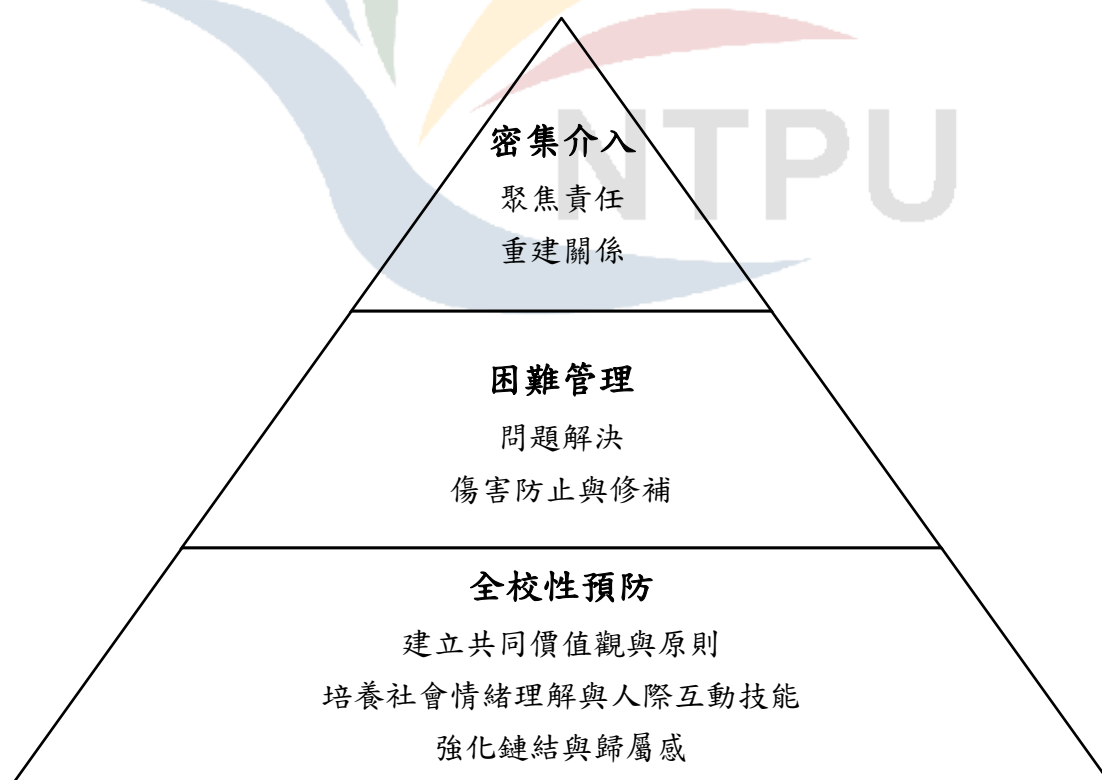 NTPU
密集介入
聚焦責任
重建關係
困難管理
問題解決
傷害防止與修補
全校性預防
建立共同價值觀與原則
培養社會情緒理解與人際互動技能
強化鏈結與歸屬感